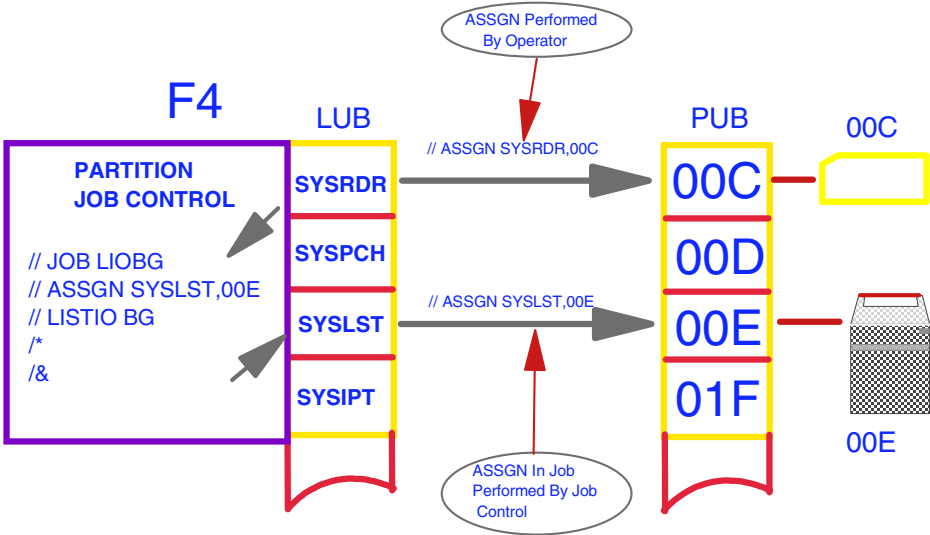 ASSGN Performed
By Operator
F4
LUB
PUB
00C
// ASSGN SYSRDR,00C
PARTITION
JOB CONTROL
SYSRDR
00C
// JOB LIOBG
// ASSGN SYSLST,00E
// LISTIO BG
/*
/&
SYSPCH
00D
// ASSGN SYSLST,00E
SYSLST
00E
SYSIPT
01F
00E
ASSGN In Job
Performed By Job
Control